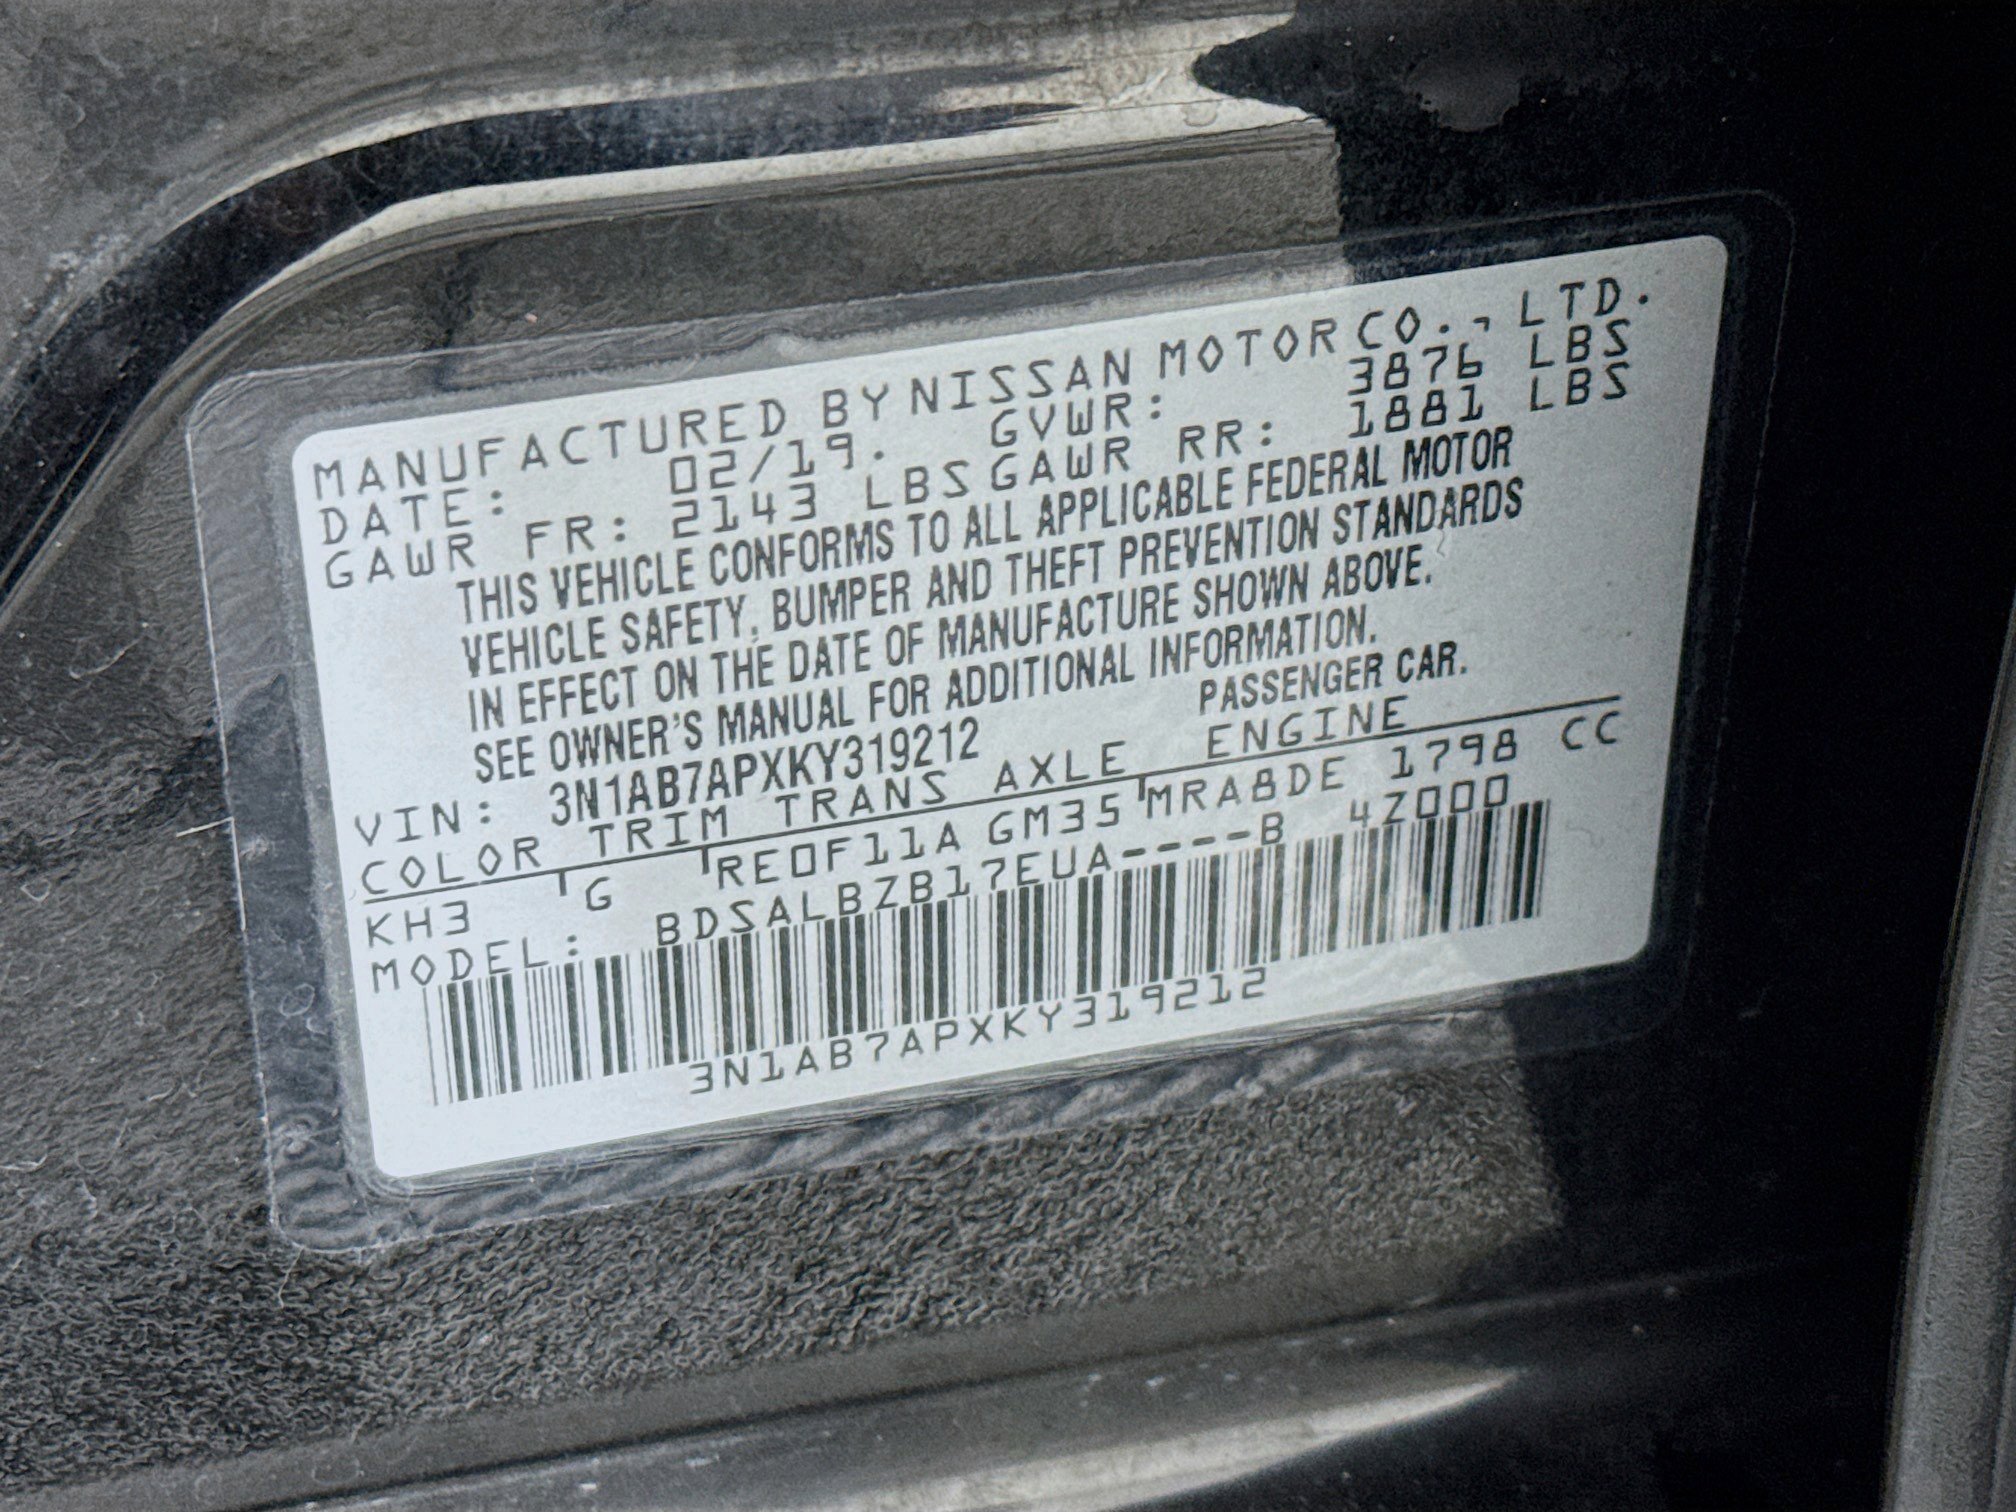 MANUFACTURED BY NISSAN MOTOR CO., LTD.
DATE: 02/19. GVWR: 3876 LBS
GAWR FR: 2143 LBS GAWR RR: 1881 LBS
THIS VEHICLE CONFORMS TO ALL APPLICABLE FEDERAL MOTOR
VEHICLE SAFETY, BUMPER AND THEFT PREVENTION STANDARDS
IN EFFECT ON THE DATE OF MANUFACTURE SHOWN ABOVE.
SEE OWNER'S MANUAL FOR ADDITIONAL INFORMATION.
VIN: 3N1AB7APXKY319212 PASSENGER CAR.
COLOR TRIM TRANS AXLE ENGINE
KH3 G RE0F11A GM35 MRA8DE 1798 CC
MODEL: BDSALBZB17EUA----B 4Z000
3N1AB7APXKY319212